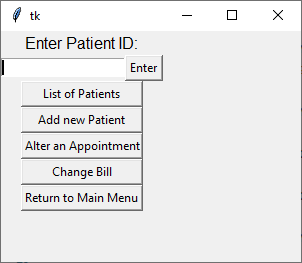 tk
Enter Patient ID:
Enter
List of Patients
Add new Patient
Alter an Appointment
Change Bill
Return to Main Menu